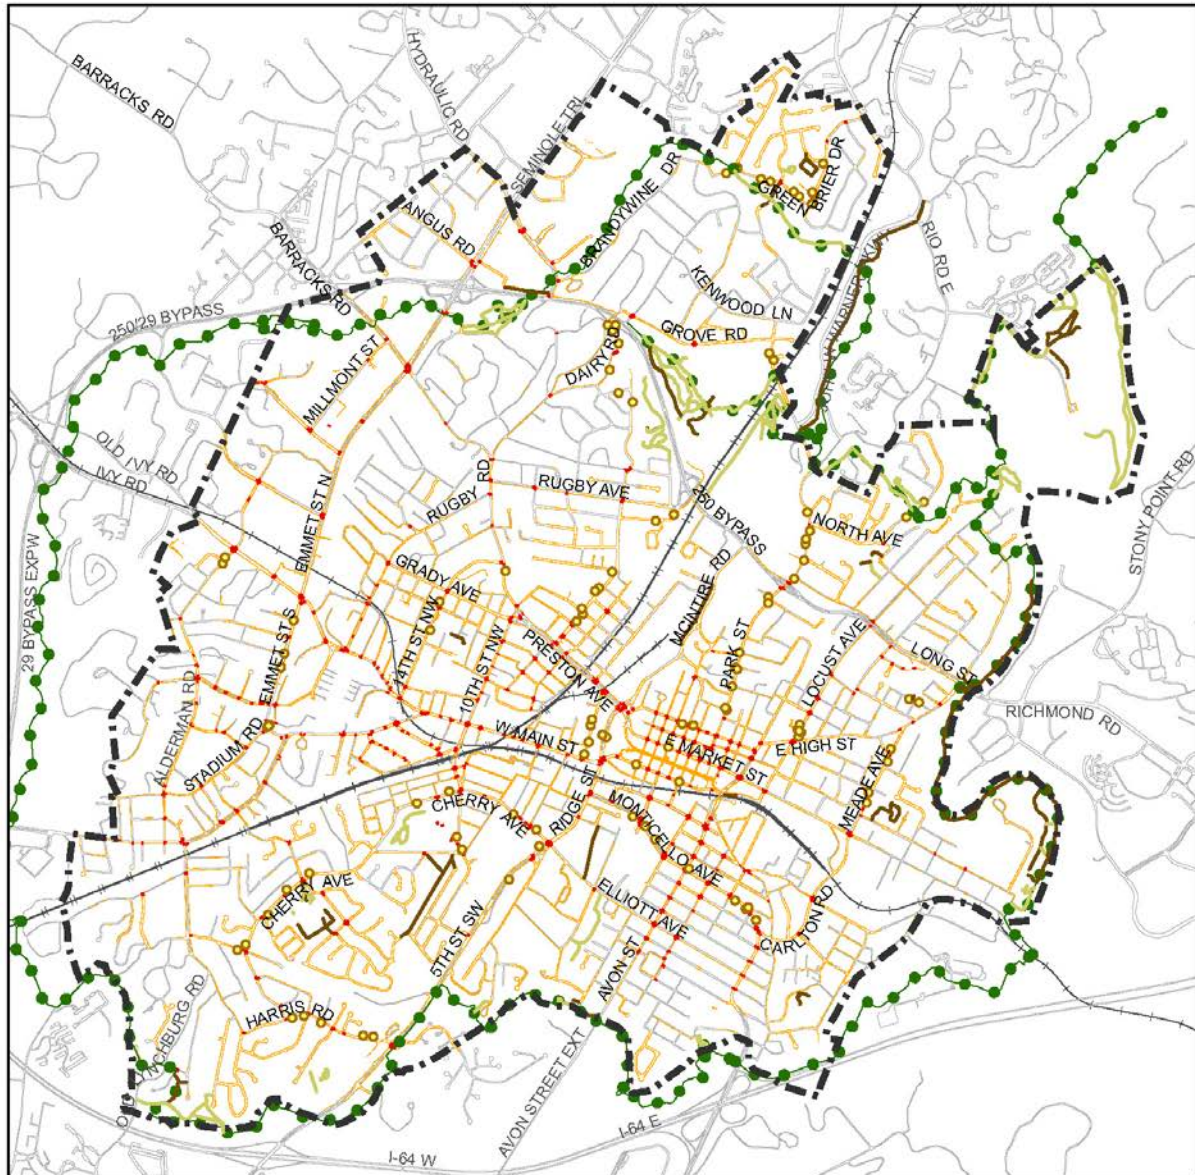 BARRACKS RD
HYDRAULIC RD
SEMINOLE TRL
BRANDYWINE DR
GREEN
BRIER DR
ANGUS RD
BARRACKS RD
RIO RD E
250/29 BYPASS
KENWOOD LN
GROVE RD
DAIRY RD
MILLMONT ST
OLD IVY RD
IVY RD
EMMET ST N
RUGBY RD
RUGBY AVE
250 BYPASS
NORTH AVE
STONY POINT RD
29 BYPASS EXPW
GRADY AVE
MCINTIRE RD
14TH ST NW
10TH ST NW
PRESTON AVE
PARK ST
LOCUST AVE
LONG ST
EMMET ST S
ALDERMAN RD
STADIUM RD
W MAIN ST
E MARKET ST
E HIGH ST
RICHMOND RD
MEADE AVE
CHERRY AVE
RIDGE ST
MONTICELLO AVE
CHERRY AVE
ELLIOTT AVE
CARLTON RD
5TH ST SW
AVON ST
HARRIS RD
AVON STREET EXT
I-64 E
I-64 W